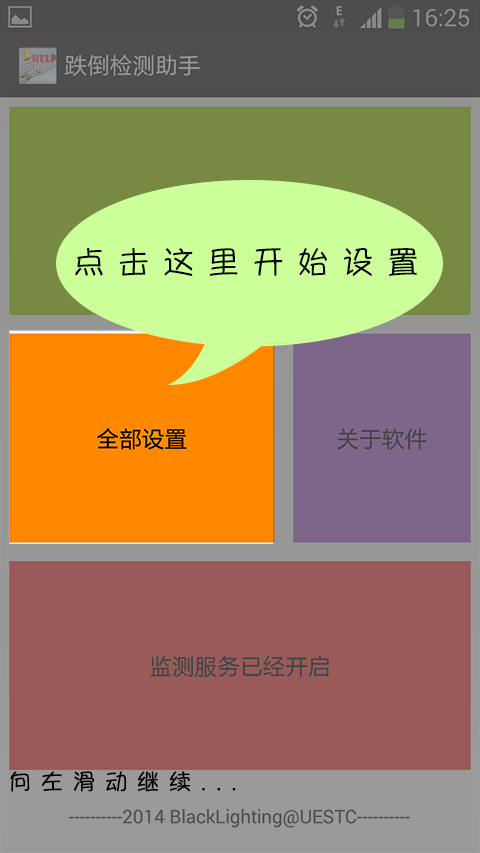 E 16:25
HELP
跌倒检测助手
点击这里开始设置
全部设置
关于软件
监测服务已经开启
向左滑动继续...
----------2014 BlackLighting@UESTC----------